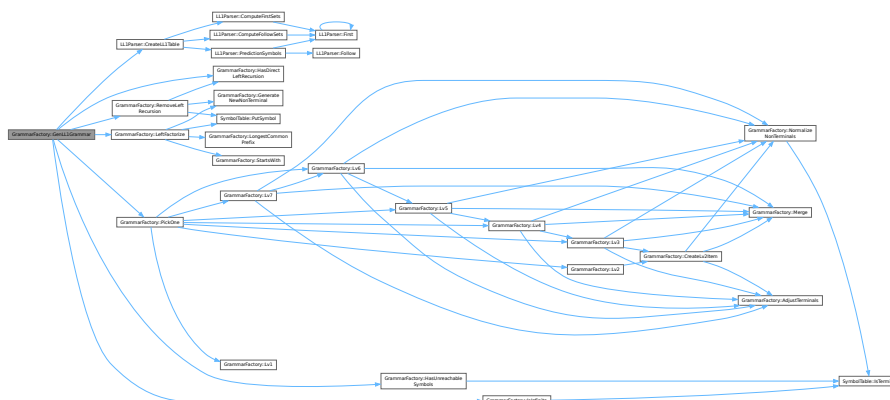 LL1Parser::ComputeFirstSets
LL1Parser::ComputeFollowSets
LL1Parser::First
LL1Parser::CreateLL1Table
LL1Parser::PredictionSymbols
LL1Parser::Follow
GrammarFactory::HasDirect
LeftRecursion
GrammarFactory::Generate
NewNonTerminal
GrammarFactory::RemoveLeft
Recursion
SymbolTable::PutSymbol
GrammarFactory::GenLL1Grammar
GrammarFactory::LeftFactorize
GrammarFactory::LongestCommon
Prefix
GrammarFactory::StartsWith
GrammarFactory::Normalize
NonTerminals
GrammarFactory::Lv6
GrammarFactory::Lv7
GrammarFactory::Lv5
GrammarFactory::Merge
GrammarFactory::PickOne
GrammarFactory::Lv4
GrammarFactory::Lv3
GrammarFactory::CreateLv2Item
GrammarFactory::Lv2
GrammarFactory::AdjustTerminals
GrammarFactory::Lv1
GrammarFactory::HasUnreachable
Symbols
SymbolTable::IsTermi